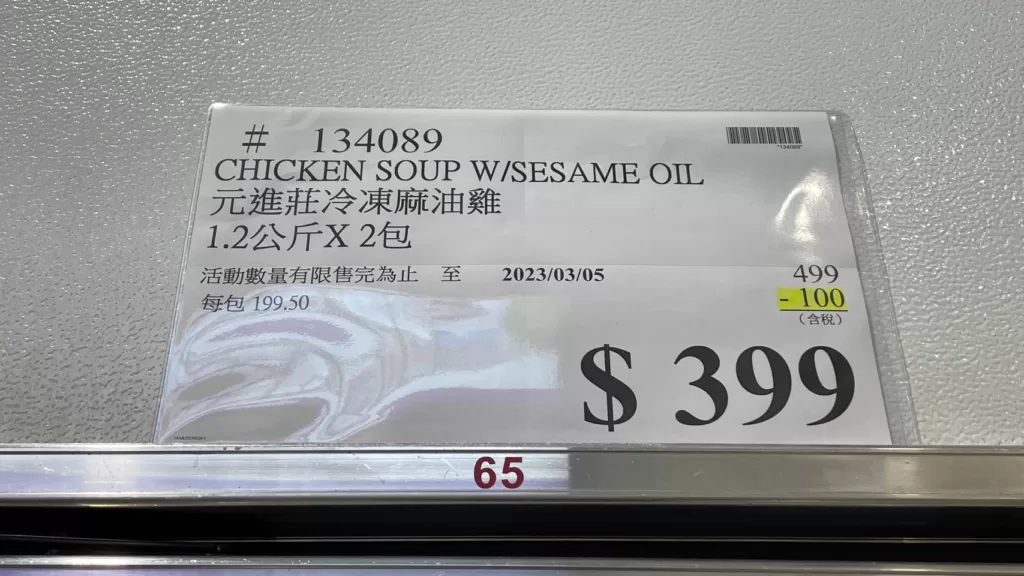 # 134089
"134089"
CHICKEN SOUP W/SESAME OIL
元進莊冷凍麻油雞
1.2公斤X 2包
活動數量有限售完為止 至 2023/03/05 499
每包 199.50 - 100
(含稅)
$ 399
65